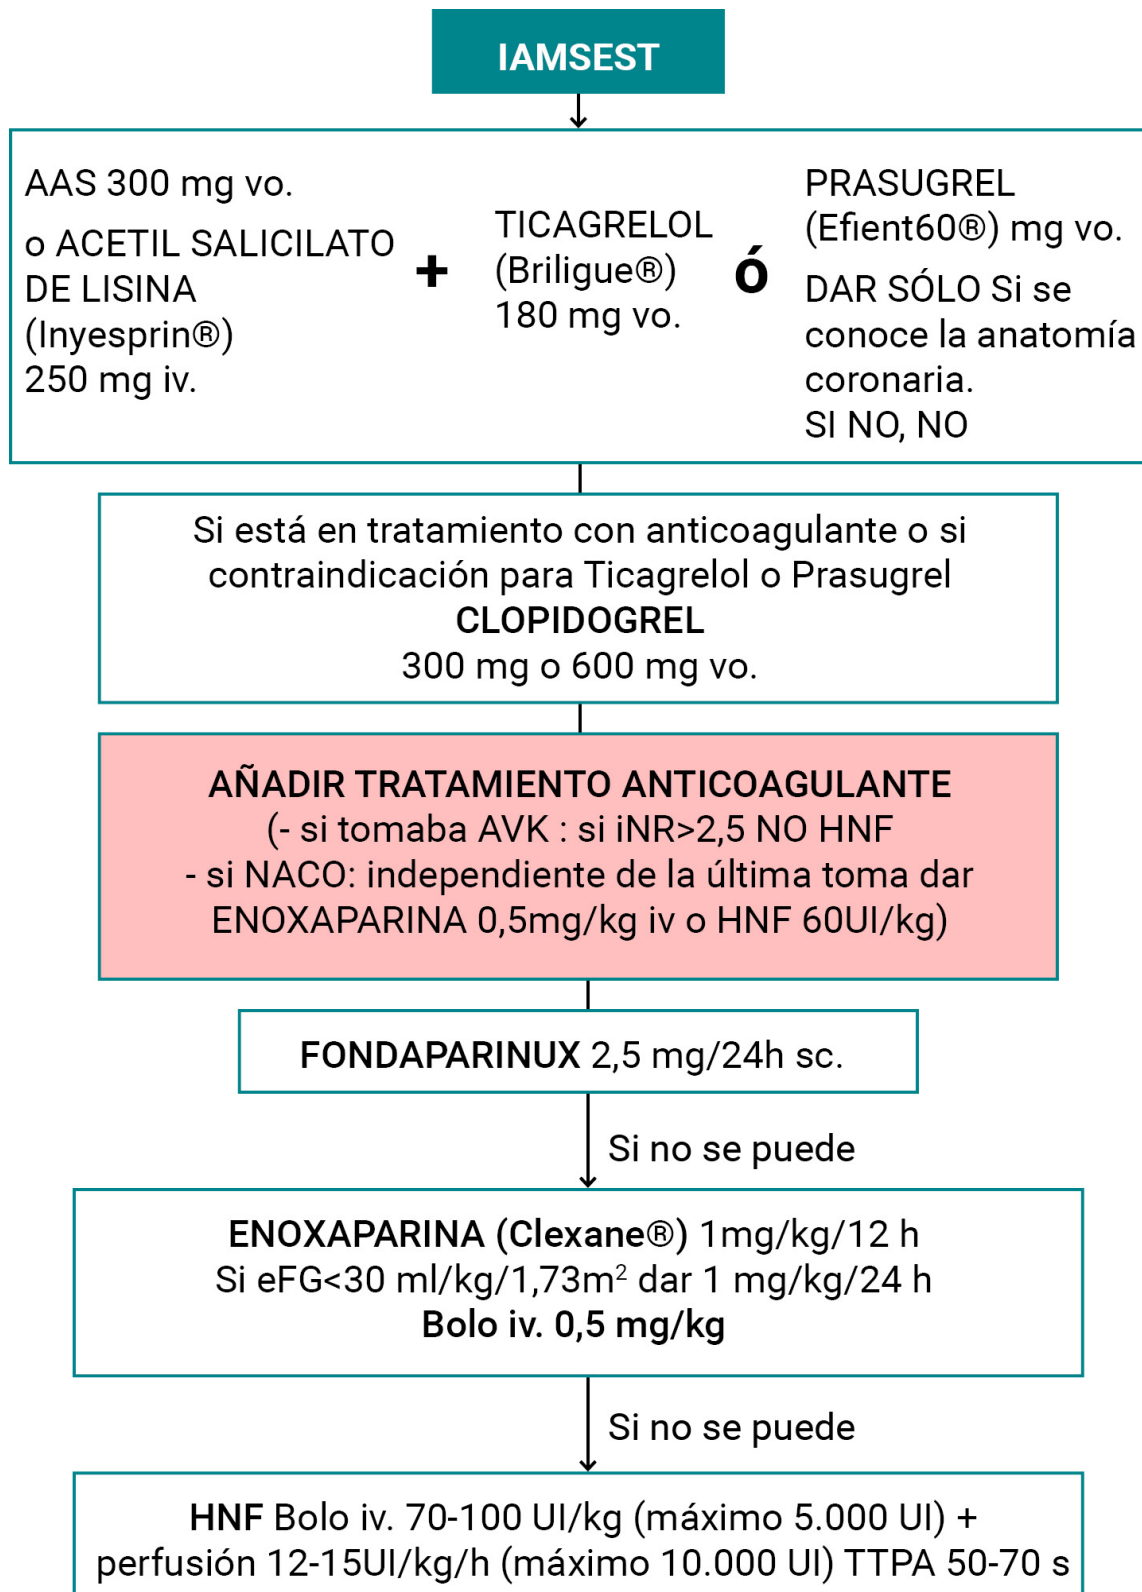 IAMSEST
AAS 300 mg vo.
o ACETIL SALICILATO
DE LISINA
(Inyesprin®)
250 mg iv.
+
TICAGRELOL
(Briligue®)
180 mg vo.
ó
PRASUGREL
(Efient60®) mg vo.
DAR SÓLO Si se
conoce la anatomía
coronaria.
SI NO, NO
Si está en tratamiento con anticoagulante o si
contraindicación para Ticagrelol o Prasugrel
CLOPIDOGREL
300 mg o 600 mg vo.
AÑADIR TRATAMIENTO ANTICOAGULANTE
(- si tomaba AVK : si iNR>2,5 NO HNF
- si NACO: independiente de la última toma dar
ENOXAPARINA 0,5mg/kg iv o HNF 60UI/kg)
FONDAPARINUX 2,5 mg/24h sc.
Si no se puede
ENOXAPARINA (Clexane®) 1mg/kg/12 h
Si eFG<30 ml/kg/1,73m² dar 1 mg/kg/24 h
Bolo iv. 0,5 mg/kg
Si no se puede
HNF Bolo iv. 70-100 UI/kg (máximo 5.000 UI) +
perfusión 12-15UI/kg/h (máximo 10.000 UI) TTPA 50-70 s